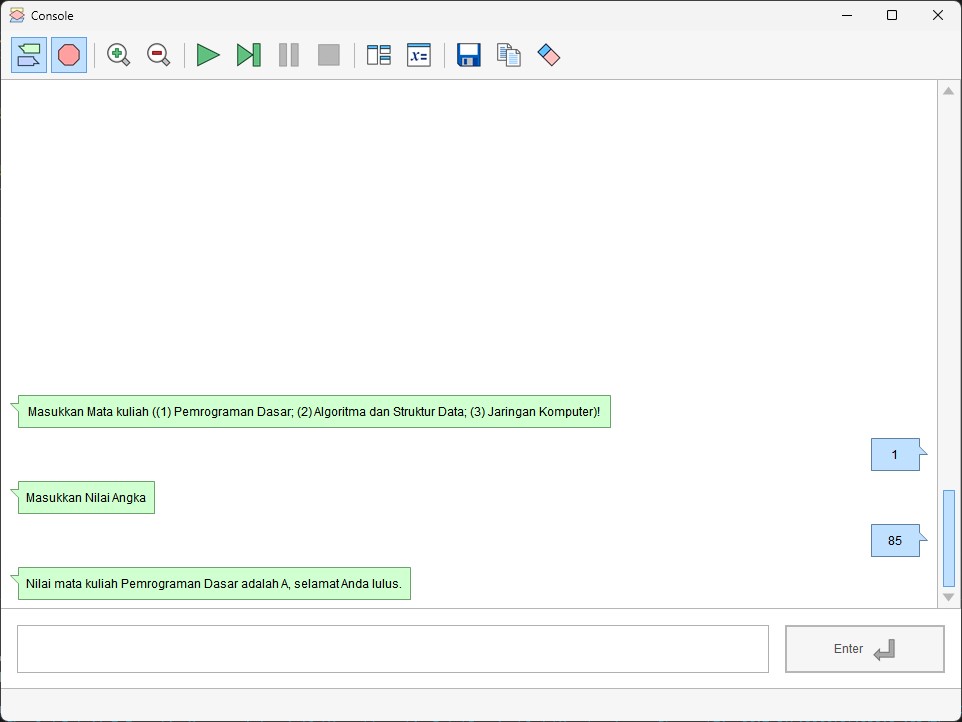 Console
Masukkan Mata kuliah ((1) Pemrograman Dasar; (2) Algoritma dan Struktur Data; (3) Jaringan Komputer)!
1
Masukkan Nilai Angka
85
Nilai mata kuliah Pemrograman Dasar adalah A, selamat Anda lulus.
Enter